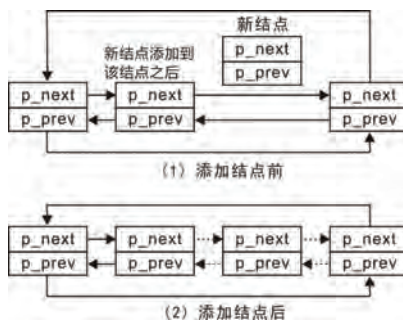 新结点
新结点添加到
该结点之后
p_next
p_prev
p_next p_next p_next
p_prev p_prev p_prev
(1) 添加结点前
p_next p_next p_next p_next
p_prev p_prev p_prev p_prev
(2) 添加结点后